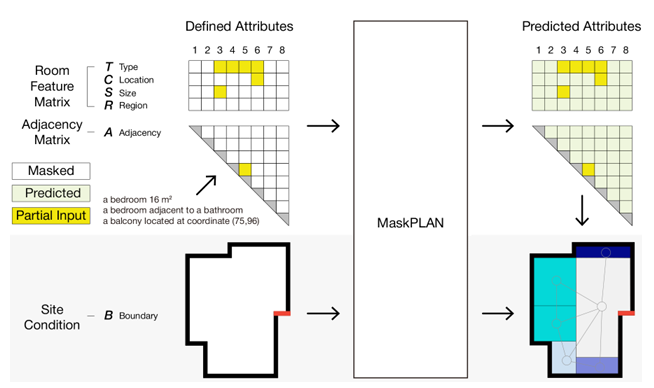 Defined Attributes
Predicted Attributes
1 2 3 4 5 6 7 8
1 2 3 4 5 6 7 8
Room
Feature
Matrix
T Type
C Location
S Size
R Region
Adjacency
Matrix
A Adjacency
Masked
Predicted
Partial Input
a bedroom 16 m²
a bedroom adjacent to a bathroom
a balcony located at coordinate (75,96)
MaskPLAN
Site
Condition
B Boundary